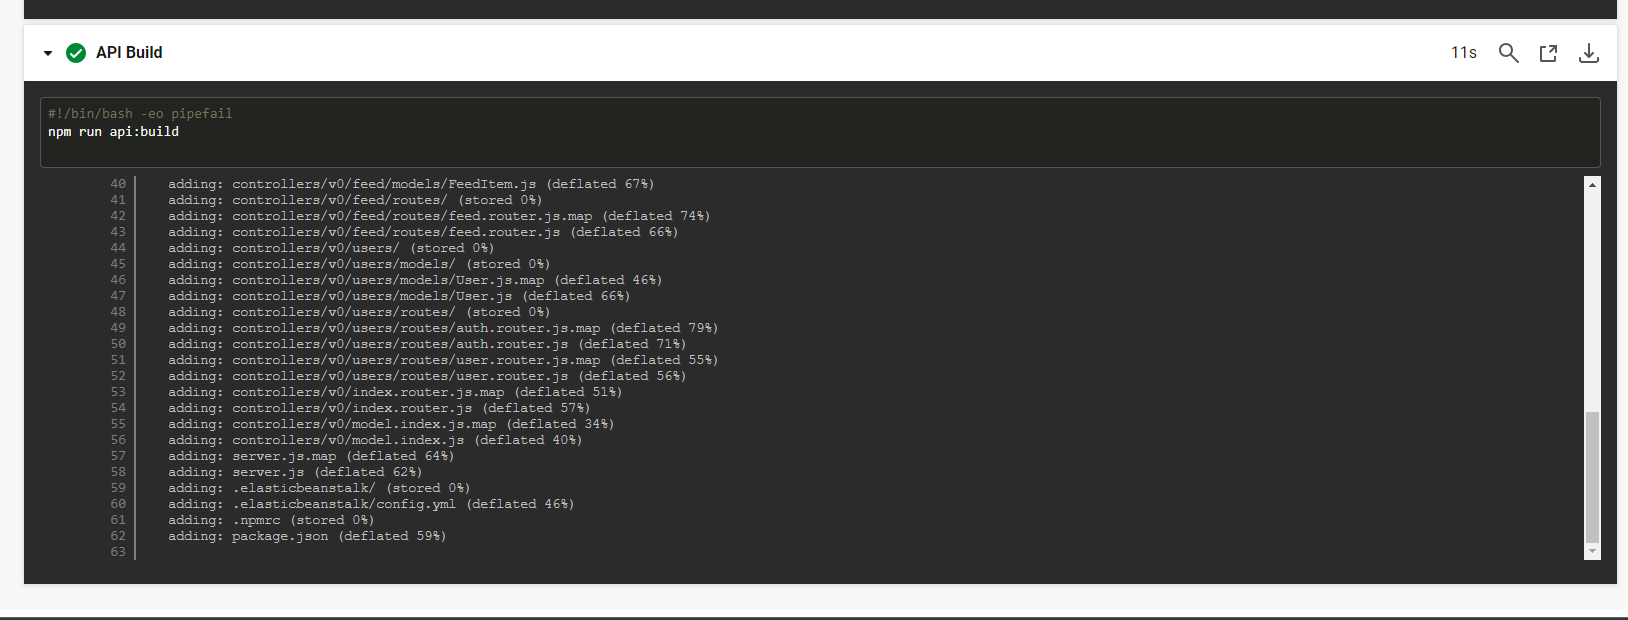 API Build
11s
#!/bin/bash -eo pipefail
npm run api:build
40 adding: controllers/v0/feed/models/FeedItem.js (deflated 67%)
41 adding: controllers/v0/feed/routes/ (stored 0%)
42 adding: controllers/v0/feed/routes/feed.router.js.map (deflated 74%)
43 adding: controllers/v0/feed/routes/feed.router.js (deflated 66%)
44 adding: controllers/v0/users/ (stored 0%)
45 adding: controllers/v0/users/models/ (stored 0%)
46 adding: controllers/v0/users/models/User.js.map (deflated 46%)
47 adding: controllers/v0/users/models/User.js (deflated 66%)
48 adding: controllers/v0/users/routes/ (stored 0%)
49 adding: controllers/v0/users/routes/auth.router.js.map (deflated 79%)
50 adding: controllers/v0/users/routes/auth.router.js (deflated 71%)
51 adding: controllers/v0/users/routes/user.router.js.map (deflated 55%)
52 adding: controllers/v0/users/routes/user.router.js (deflated 56%)
53 adding: controllers/v0/index.router.js.map (deflated 51%)
54 adding: controllers/v0/index.router.js (deflated 57%)
55 adding: controllers/v0/model.index.js.map (deflated 34%)
56 adding: controllers/v0/model.index.js (deflated 40%)
57 adding: server.js.map (deflated 64%)
58 adding: server.js (deflated 62%)
59 adding: .elasticbeanstalk/ (stored 0%)
60 adding: .elasticbeanstalk/config.yml (deflated 46%)
61 adding: .npmrc (stored 0%)
62 adding: package.json (deflated 59%)
63